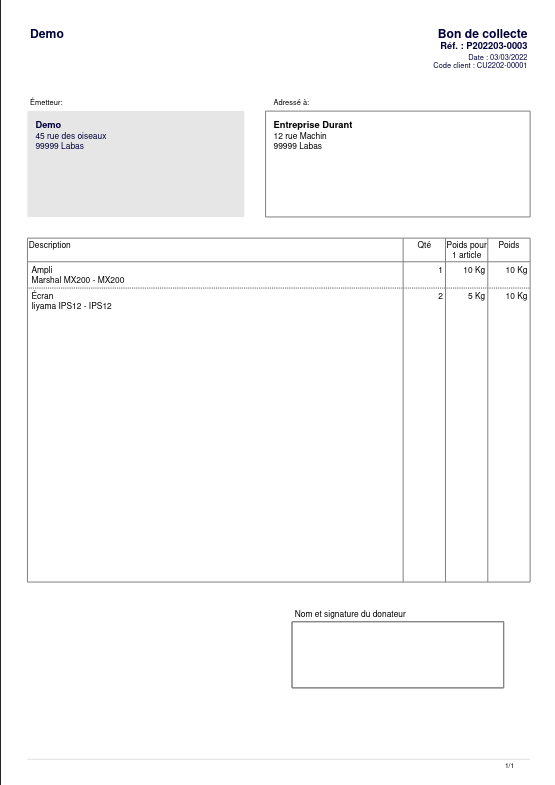 Demo
Bon de collecte
Réf. : P202203-0003
Date : 03/03/2022
Code client : CU2202-00001
Émetteur:
Demo
45 rue des oiseaux
99999 Labas
Adressé à:
Entreprise Durant
12 rue Machin
99999 Labas
Description Qté Poids pour 1 article Poids
Ampli 1 10 Kg 10 Kg
Marshal MX200 - MX200
Écran 2 5 Kg 10 Kg
Iiyama IPS12 - IPS12
Nom et signature du donateur
1/1